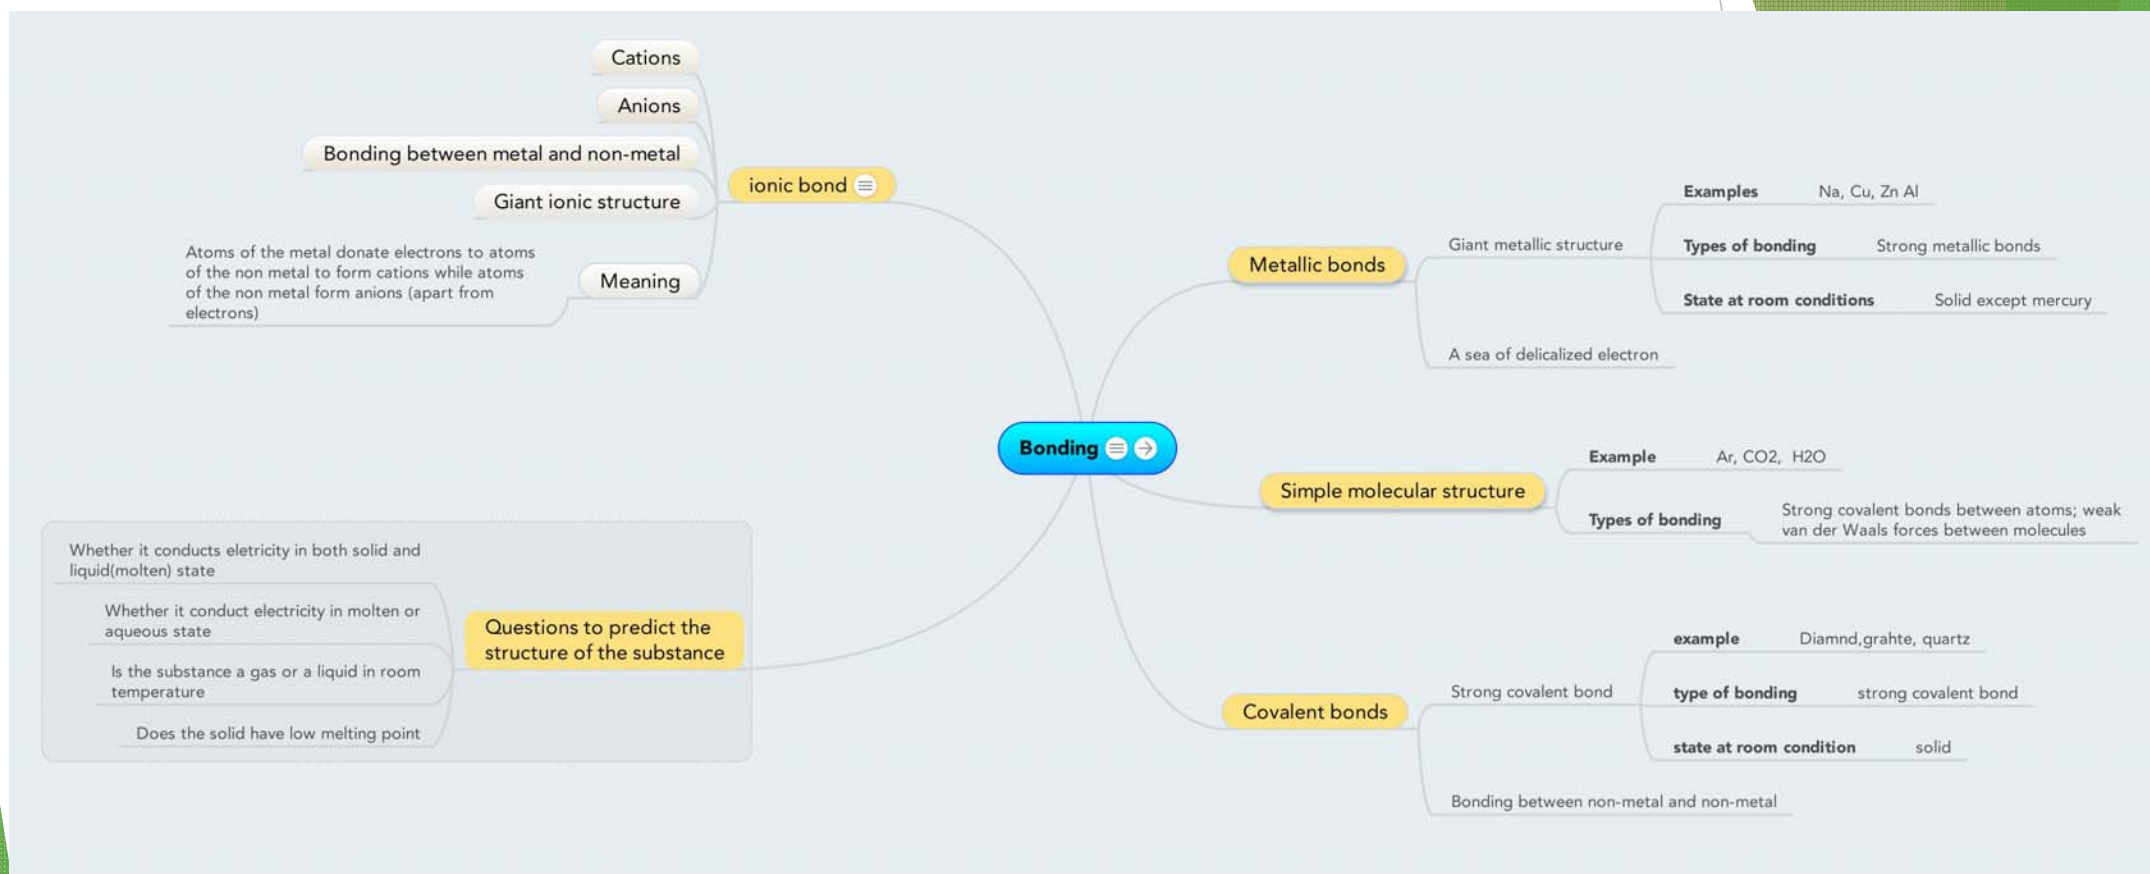 Cations
Anions
Bonding between metal and non-metal
Giant ionic structure
Atoms of the metal donate electrons to atoms
of the non metal to form cations while atoms
of the non metal form anions (apart from
electrons)
Meaning
ionic bond
Metallic bonds
Giant metallic structure
Examples Na, Cu, Zn Al
Types of bonding Strong metallic bonds
State at room conditions Solid except mercury
A sea of delicalized electron
Bonding
Simple molecular structure
Example Ar, CO2, H2O
Types of bonding
Strong covalent bonds between atoms; weak
van der Waals forces between molecules
Whether it conducts eletricity in both solid and
liquid(molten) state
Whether it conduct electricity in molten or
aqueous state
Is the substance a gas or a liquid in room
temperature
Does the solid have low melting point
Questions to predict the
structure of the substance
Covalent bonds
Strong covalent bond
example Diamnd,grahte, quartz
type of bonding strong covalent bond
state at room condition solid
Bonding between non-metal and non-metal